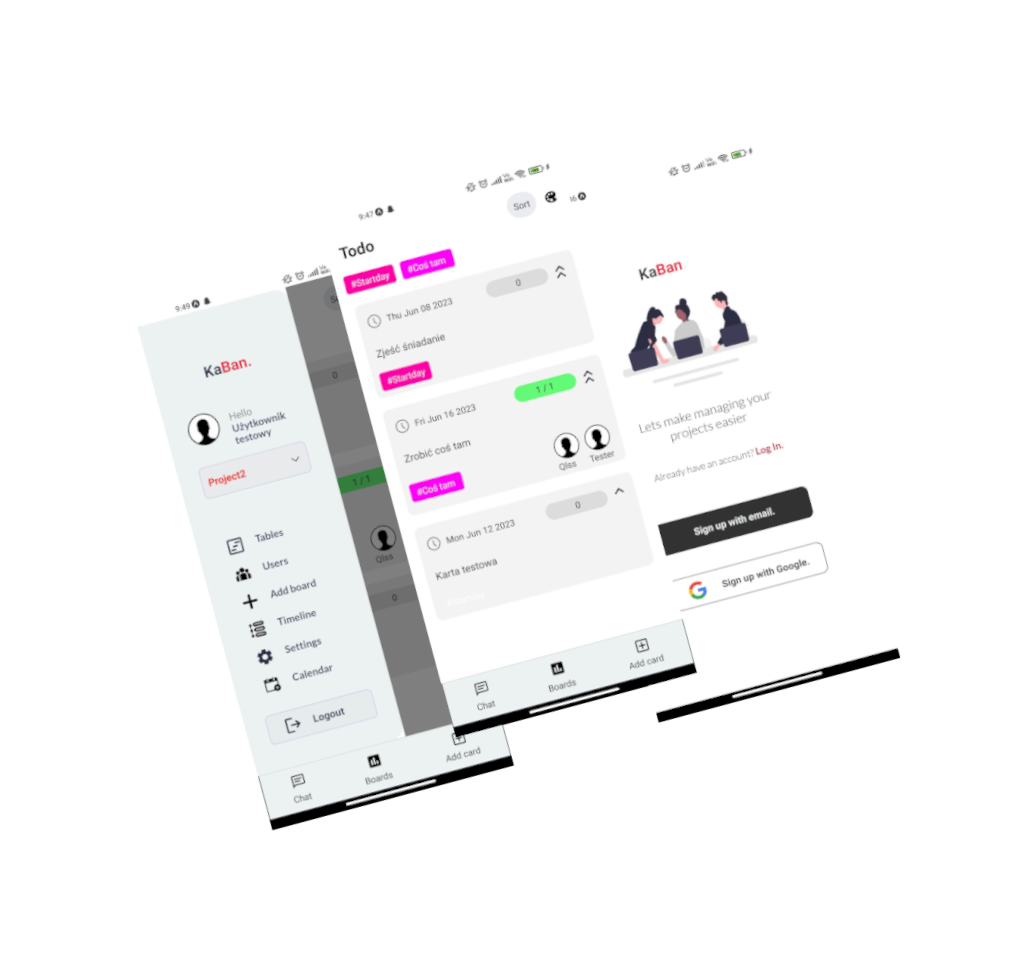 9:49
KaBan.
Hello
Użytkownik
testowy
Project2
Tables
Users
Add board
Timeline
Settings
Calendar
Logout
Chat
Boards
Add card
0
1 / 1
Qlss
0
9:47
Sort
Todo
#Startday
#Coś tam
Thu Jun 08 2023
0
Zjeść śniadanie
#Startday
Fri Jun 16 2023
1 / 1
Zrobić coś tam
Qlss
Tester
#Coś tam
Mon Jun 12 2023
0
Karta testowa
Chat
Boards
Add card
KaBan
Lets make managing your
projects easier
Already have an account? Log In.
Sign up with email.
Sign up with Google.